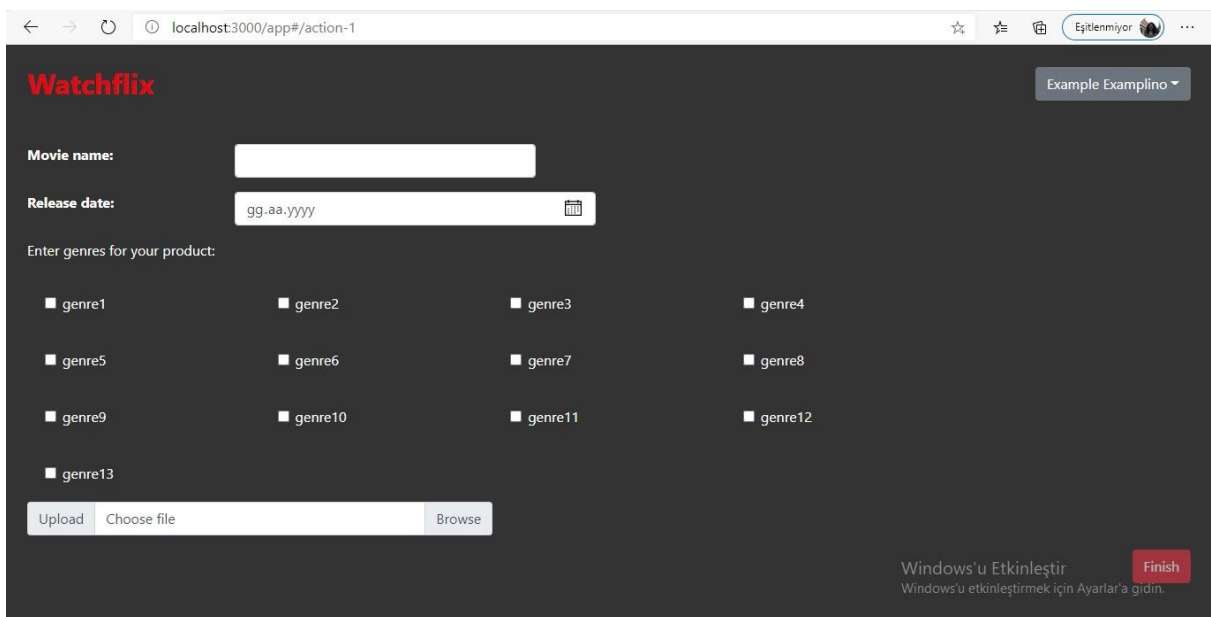 localhost:3000/app#/action-1
Eşitlenmiyor
Watchflix
Example Examplino
Movie name:
Release date:
gg.aa.yyyy
Enter genres for your product:
genre1 genre2 genre3 genre4
genre5 genre6 genre7 genre8
genre9 genre10 genre11 genre12
genre13
Upload Choose file Browse
Windows'u Etkinleştir
Windows'u etkinleştirmek için Ayarlar'a gidin.
Finish